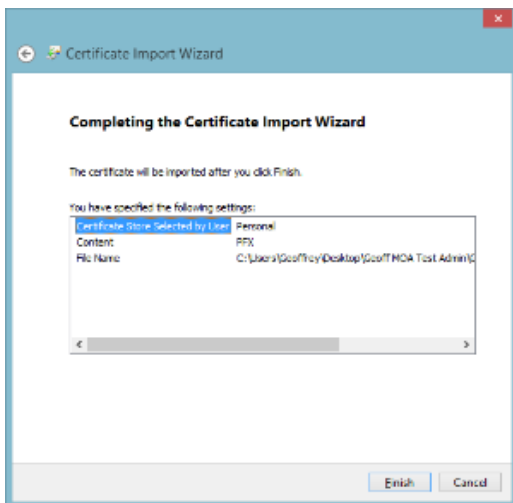 Certificate Import Wizard
Completing the Certificate Import Wizard
The certificate will be imported after you click Finish.
You have specified the following settings:
Certificate Store Selected by User Personal
Content PFX
File Name C:\Users\Geoffrey\Desktop\Geoff MOA Test Admin\G
Finish Cancel